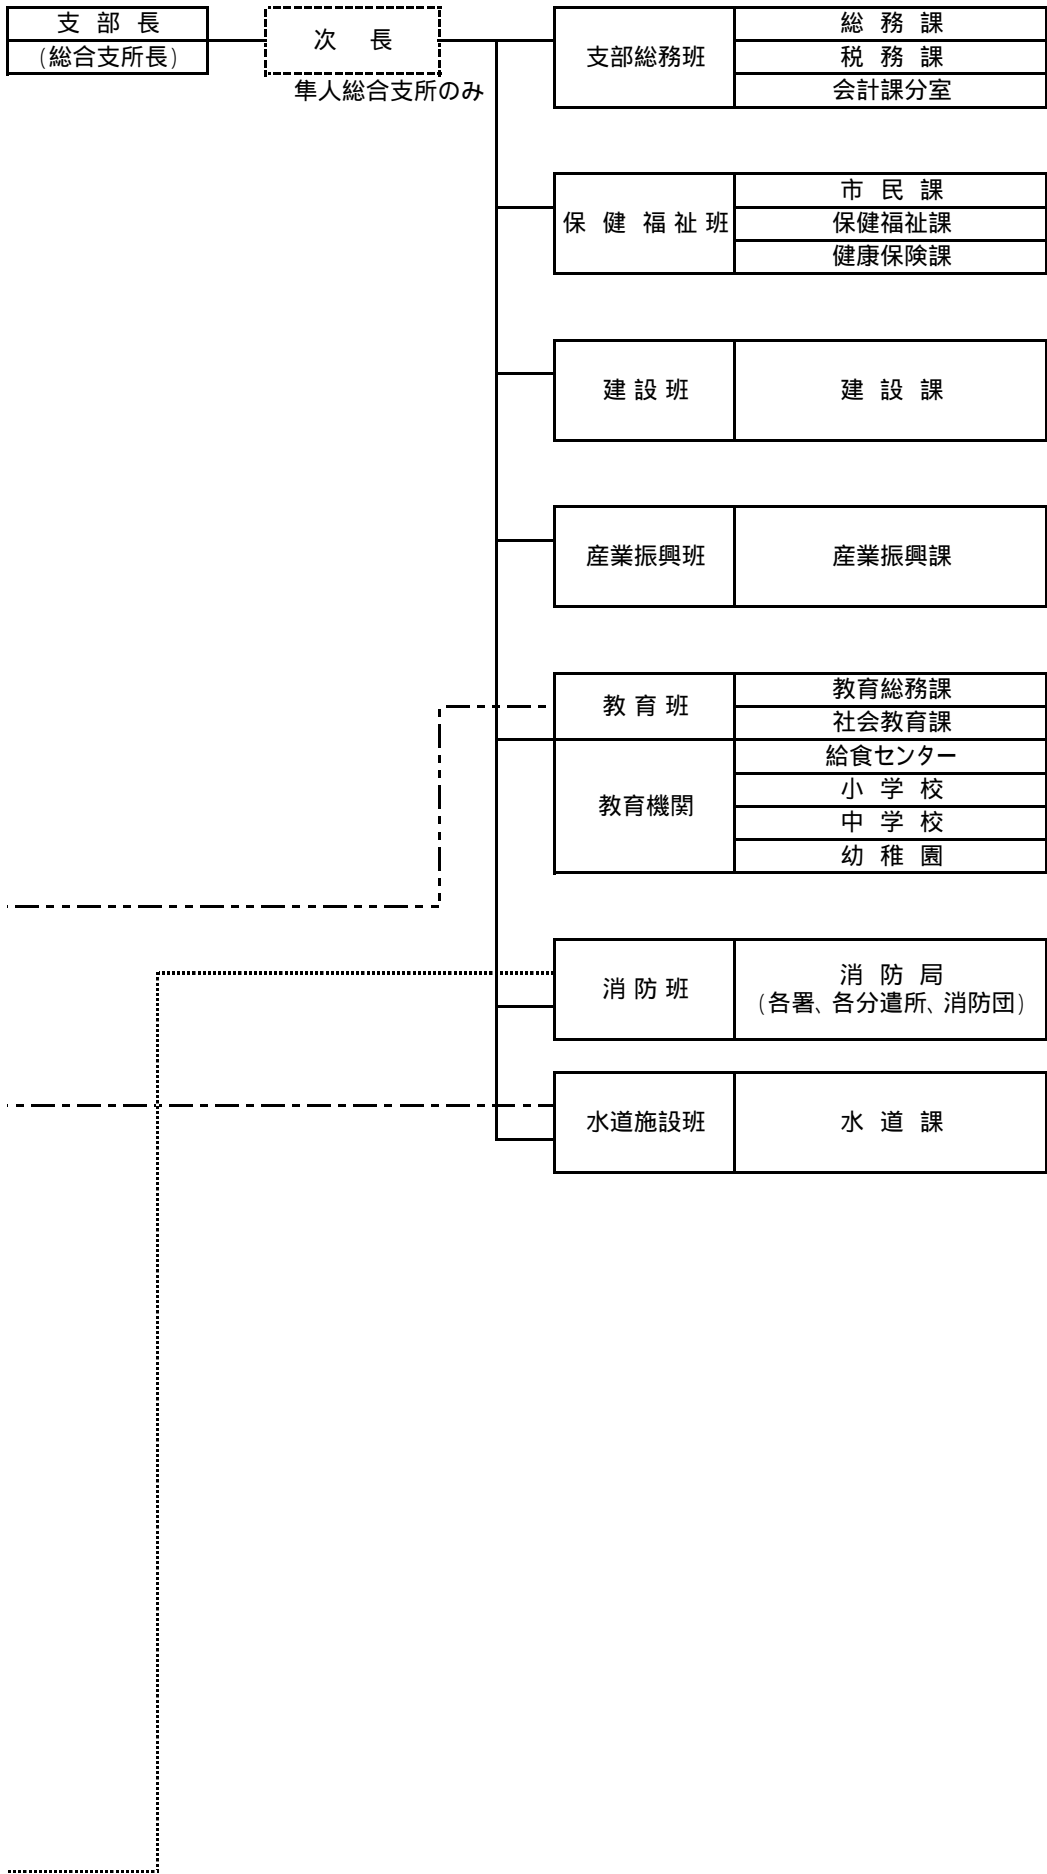 支 部 長
(総合支所長)
次 長
隼人総合支所のみ
支部総務班
総 務 課
税 務 課
会計課分室
保 健 福 祉 班
市 民 課
保健福祉課
健康保険課
建 設 班
建 設 課
産業振興班
産業振興課
教 育 班
教育総務課
社会教育課
教育機関
給食センター
小 学 校
中 学 校
幼 稚 園
消 防 班
消 防 局
(各署、各分遣所、消防団)
水道施設班
水 道 課